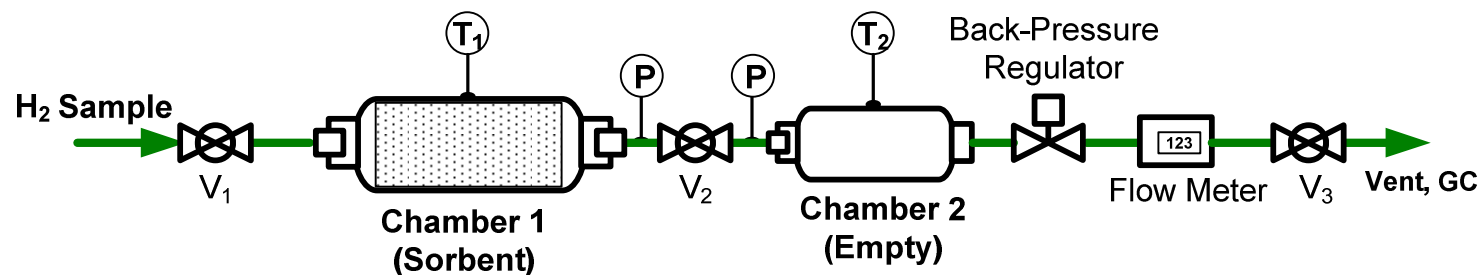 T₁
T₂
Back-Pressure
Regulator
P
P
H₂ Sample
123
V₁
V₂
Flow Meter
V₃
Vent, GC
Chamber 1
(Sorbent)
Chamber 2
(Empty)